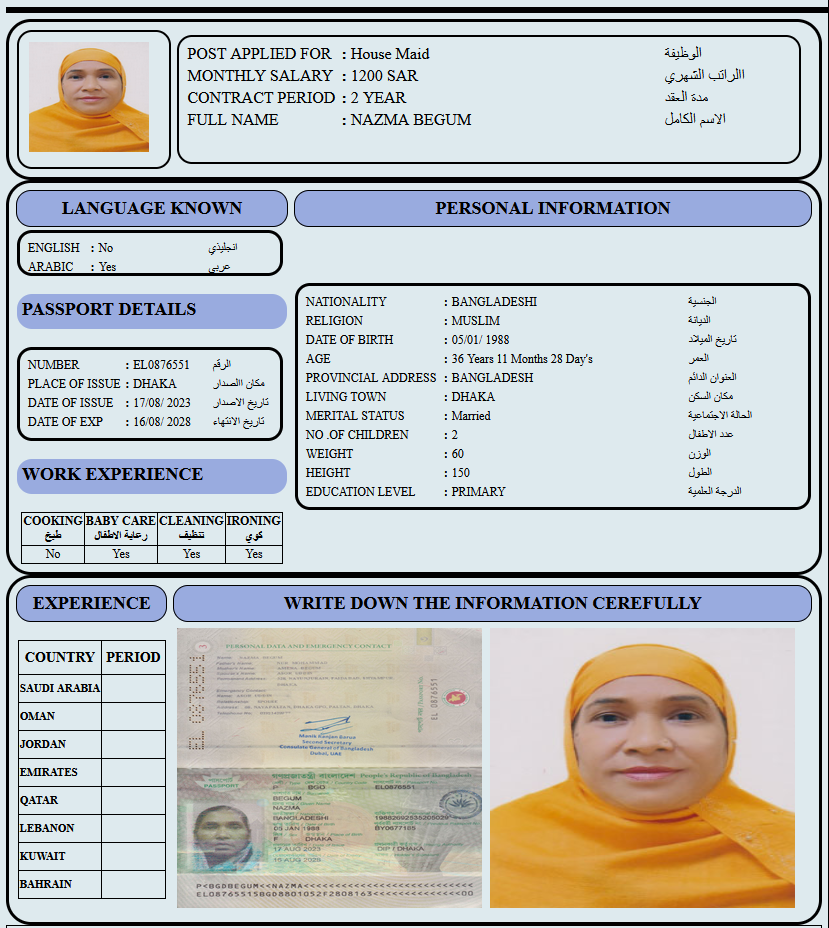 POST APPLIED FOR : House Maid الوظيفة
MONTHLY SALARY : 1200 SAR االراتب الشهري
CONTRACT PERIOD : 2 YEAR مدة العقد
FULL NAME : NAZMA BEGUM الاسم الكامل
LANGUAGE KNOWN
ENGLISH : No انجليذي
ARABIC : Yes عربي
PASSPORT DETAILS
NUMBER : EL0876551 الرقم
PLACE OF ISSUE : DHAKA مكان االصدار
DATE OF ISSUE : 17/08/ 2023 تاريخ الاصدار
DATE OF EXP : 16/08/ 2028 تاريخ الانتهاء
WORK EXPERIENCE
COOKING BABY CARE CLEANING IRONING
طبخ رعاية الاطفال تنظيف كوي
No Yes Yes Yes
PERSONAL INFORMATION
NATIONALITY : BANGLADESHI الجنسية
RELIGION : MUSLIM الديانة
DATE OF BIRTH : 05/01/ 1988 تاريخ الميلاد
AGE : 36 Years 11 Months 28 Day's العمر
PROVINCIAL ADDRESS : BANGLADESH العنوان الدائم
LIVING TOWN : DHAKA مكان السكن
MERITAL STATUS : Married الحالة الاجتماعية
NO .OF CHILDREN : 2 عدد الاطفال
WEIGHT : 60 الوزن
HEIGHT : 150 الطول
EDUCATION LEVEL : PRIMARY الدرجة العلمية
EXPERIENCE
COUNTRY PERIOD
SAUDI ARABIA
OMAN
JORDAN
EMIRATES
QATAR
LEBANON
KUWAIT
BAHRAIN
WRITE DOWN THE INFORMATION CEREFULLY
PERSONAL DATA AND EMERGENCY CONTACT
EL 0876551
Second Secretary
Consulate General of Bangladesh
Dubai, UAE
গণপ্রজাতন্ত্রী বাংলাদেশ People's Republic of Bangladesh
PASSPORT
P BGD EL0876551
BEGUM
NAZMA
BANGLADESHI
05 JAN 1988
F DHAKA
17 AUG 2023 DIP / DHAKA
16 AUG 2028
P<BGDBEGUM<<NAZMA<<<<<<<<<<<<<<<<<<<<<<<<<<<